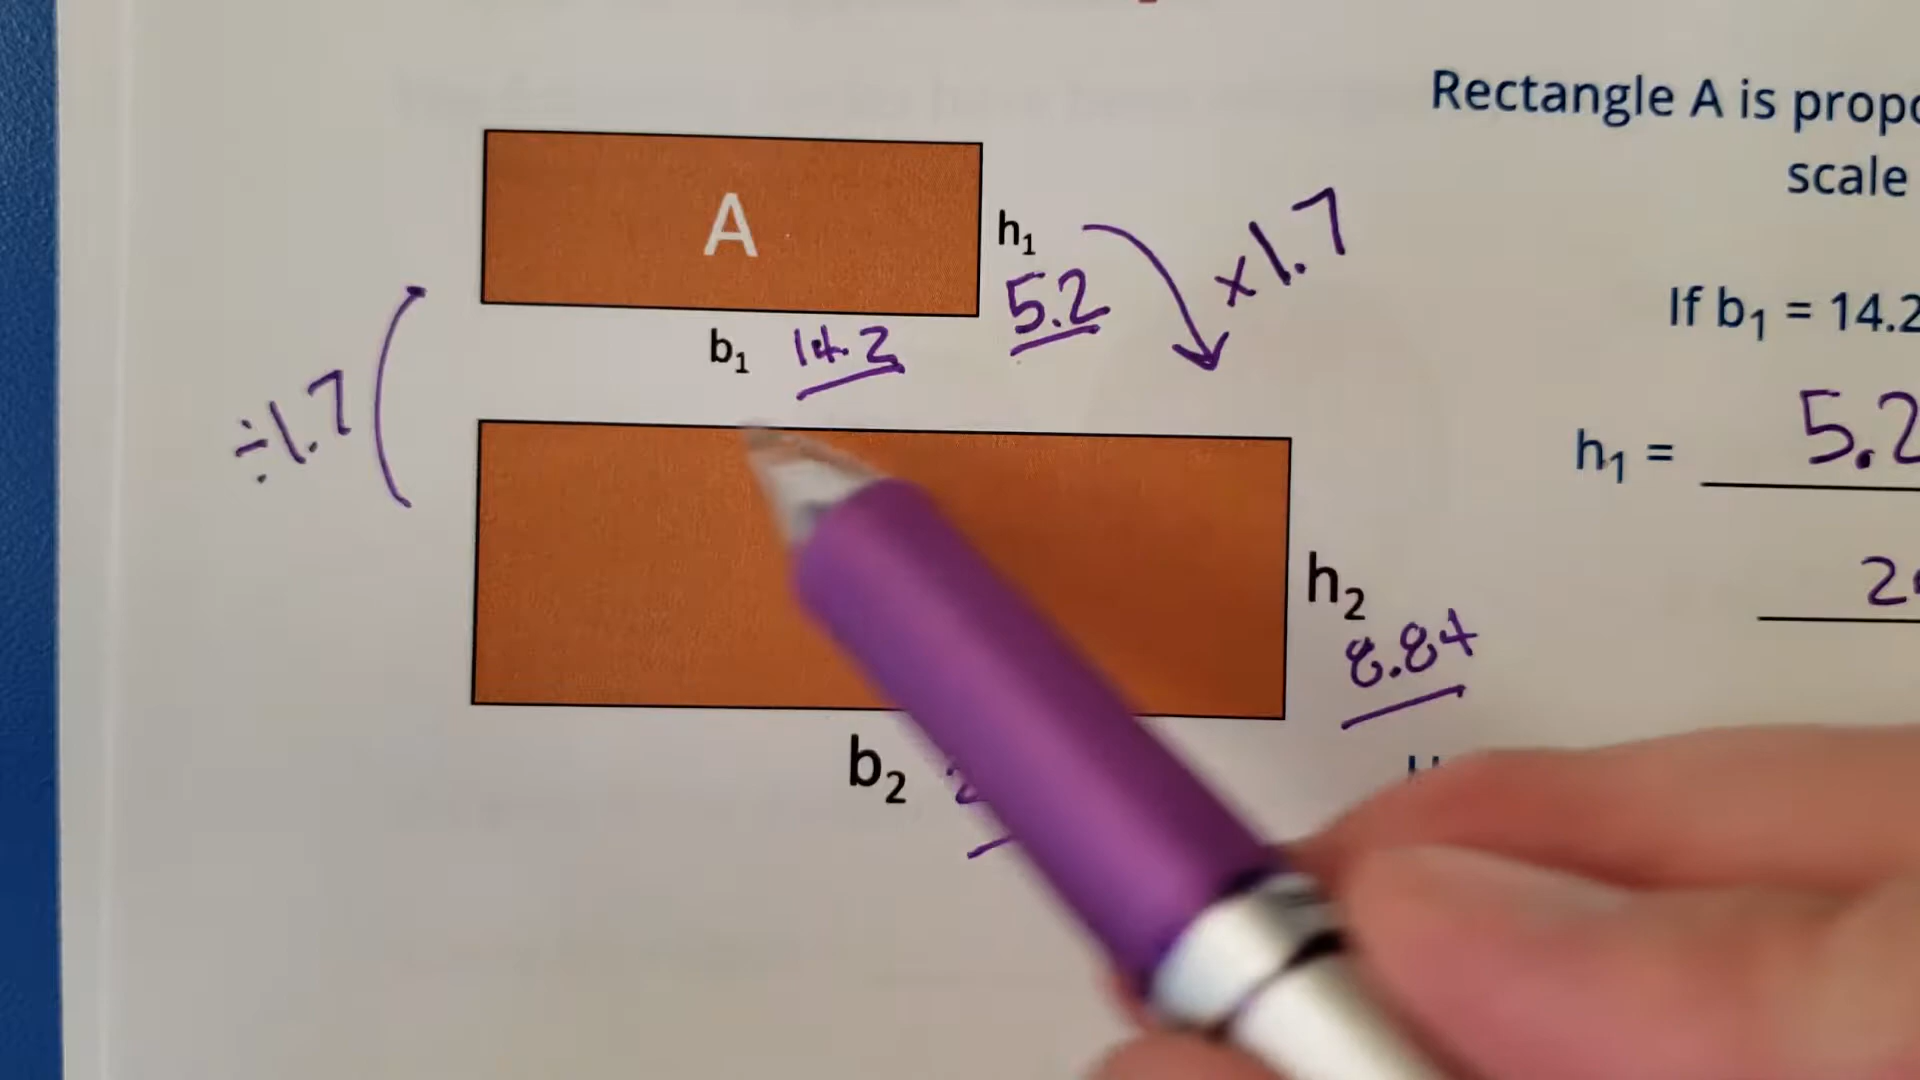 Rectangle A is propo
scale
A
h₁
×1.7
5.2
b₁ 14.2
If b₁ = 14.2
÷1.7
h₁ = 5.2
h₂
8.84
b₂